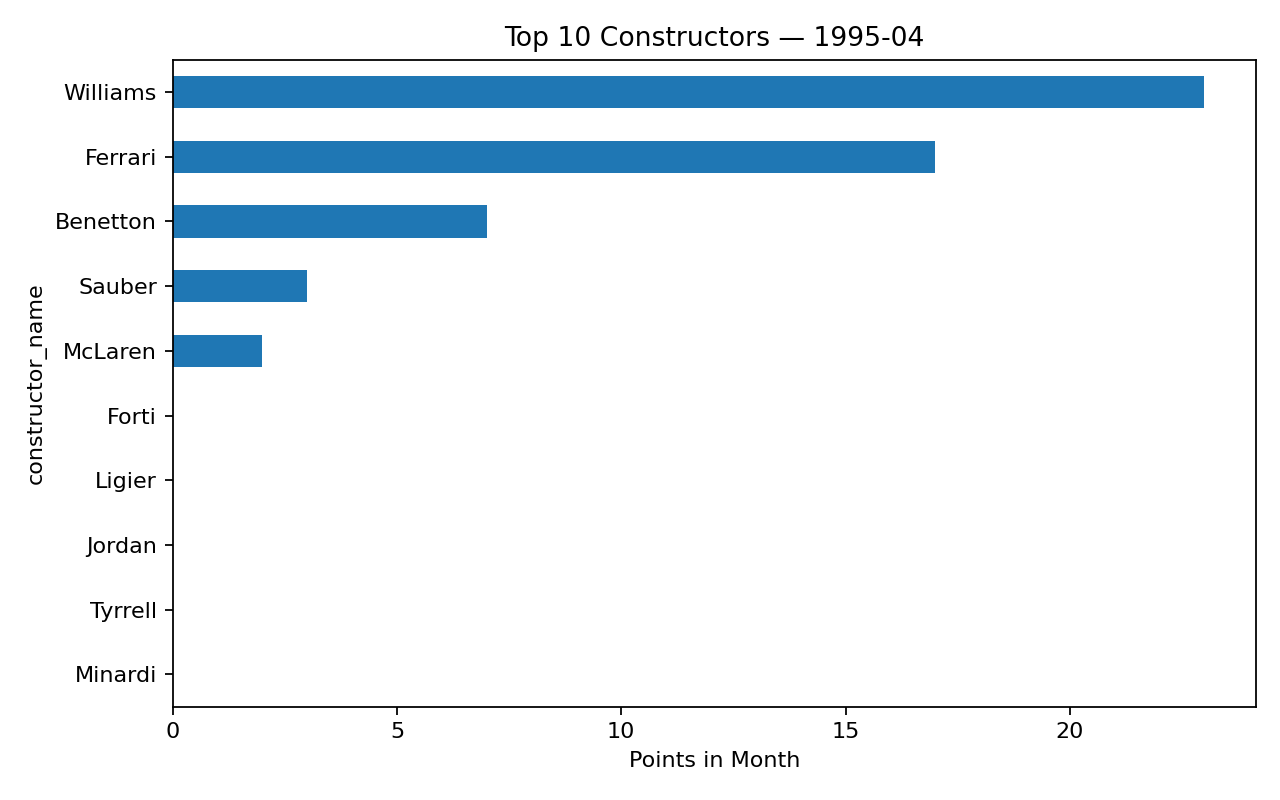 Top 10 Constructors — 1995-04
constructor_name
Williams
Ferrari
Benetton
Sauber
McLaren
Forti
Ligier
Jordan
Tyrrell
Minardi
0 5 10 15 20
Points in Month